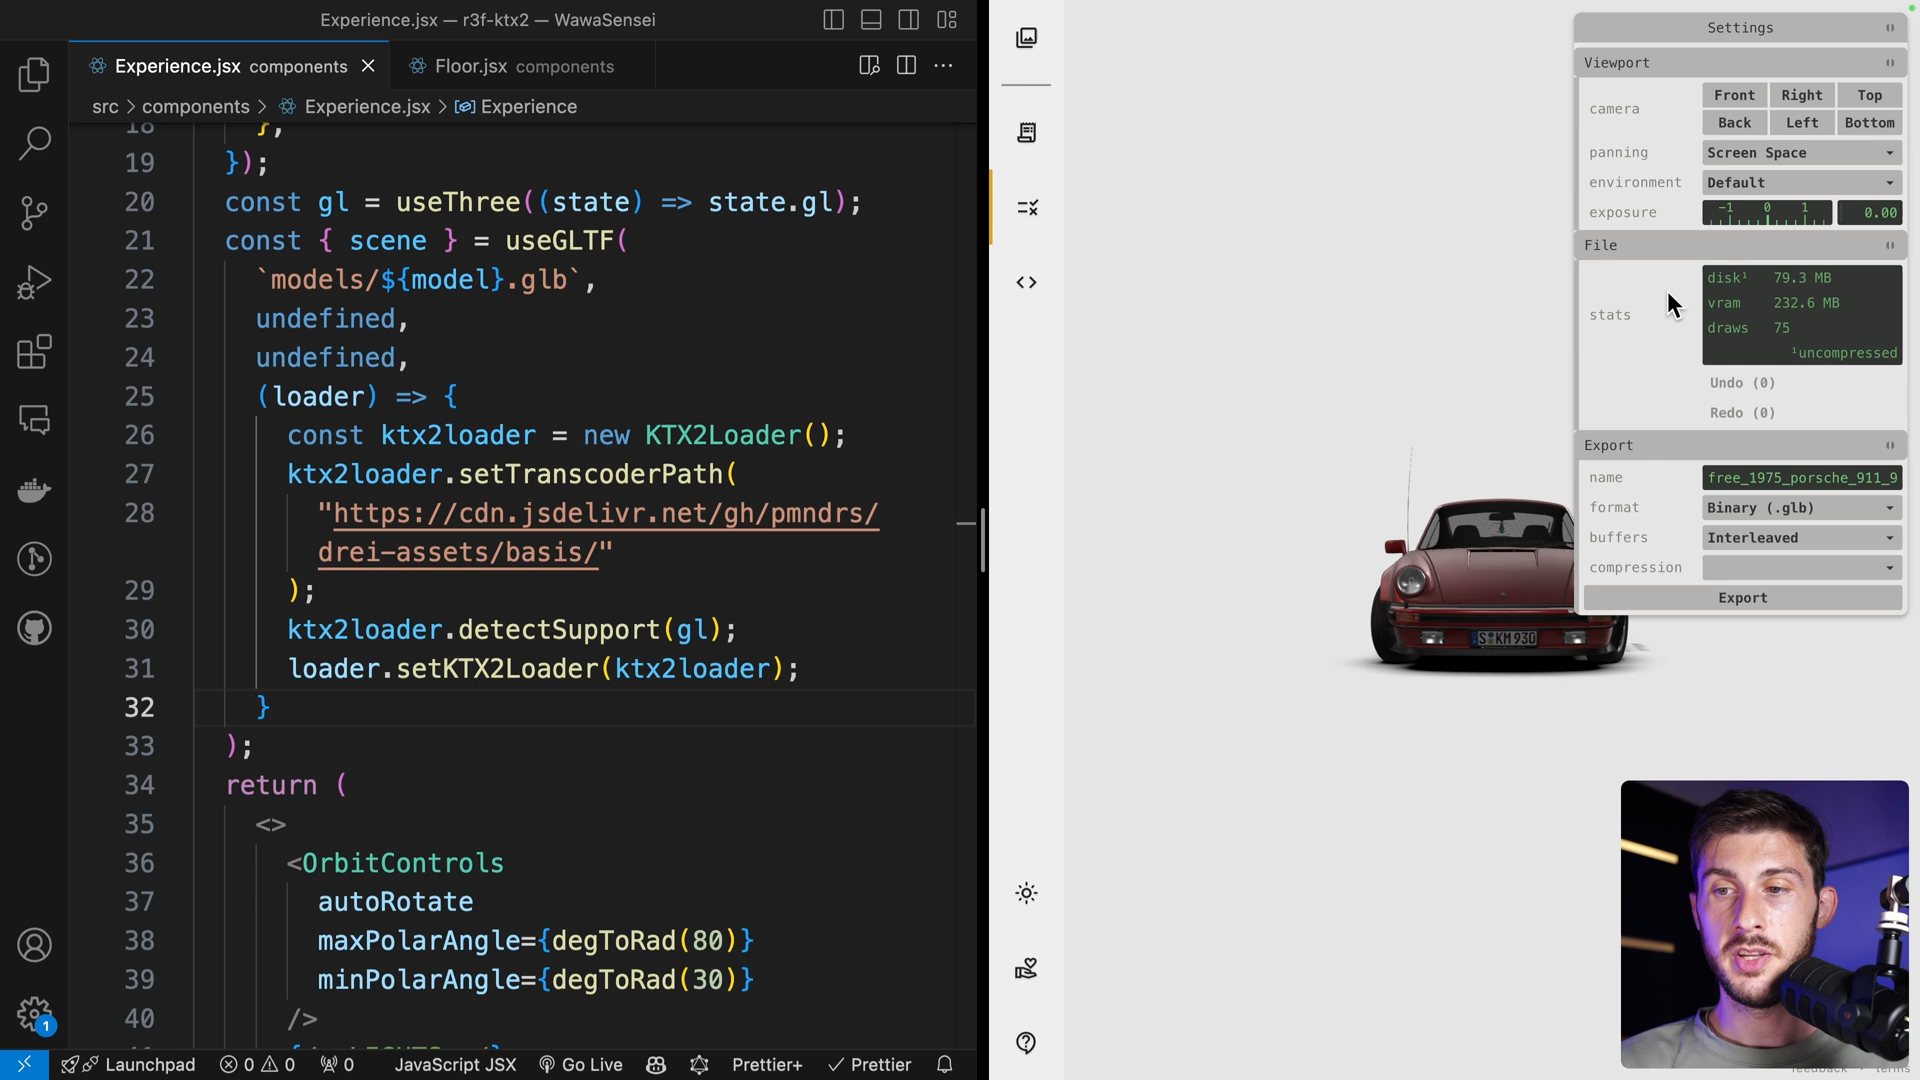 Experience.jsx — r3f-ktx2 — WawaSensei
Experience.jsx components
Floor.jsx components
src > components > Experience.jsx > Experience
18 },
19 });
20 const gl = useThree((state) => state.gl);
21 const { scene } = useGLTF(
22 `models/${model}.glb`,
23 undefined,
24 undefined,
25 (loader) => {
26 const ktx2loader = new KTX2Loader();
27 ktx2loader.setTranscoderPath(
28 "https://cdn.jsdelivr.net/gh/pmndrs/
drei-assets/basis/"
29 );
30 ktx2loader.detectSupport(gl);
31 loader.setKTX2Loader(ktx2loader);
32 }
33 );
34 return (
35 <>
36 <OrbitControls
37 autoRotate
38 maxPolarAngle={degToRad(80)}
39 minPolarAngle={degToRad(30)}
40 />
1
Launchpad 0 0 0 JavaScript JSX Go Live Prettier+ Prettier
Settings
Viewport
camera Front Right Top
Back Left Bottom
panning Screen Space
environment Default
exposure -1 0 1 0.00
File
stats
disk¹ 79.3 MB
vram 232.6 MB
draws 75
¹uncompressed
Undo (0)
Redo (0)
Export
name free_1975_porsche_911_9
format Binary (.glb)
buffers Interleaved
compression
Export
S KM 930
feedback terms